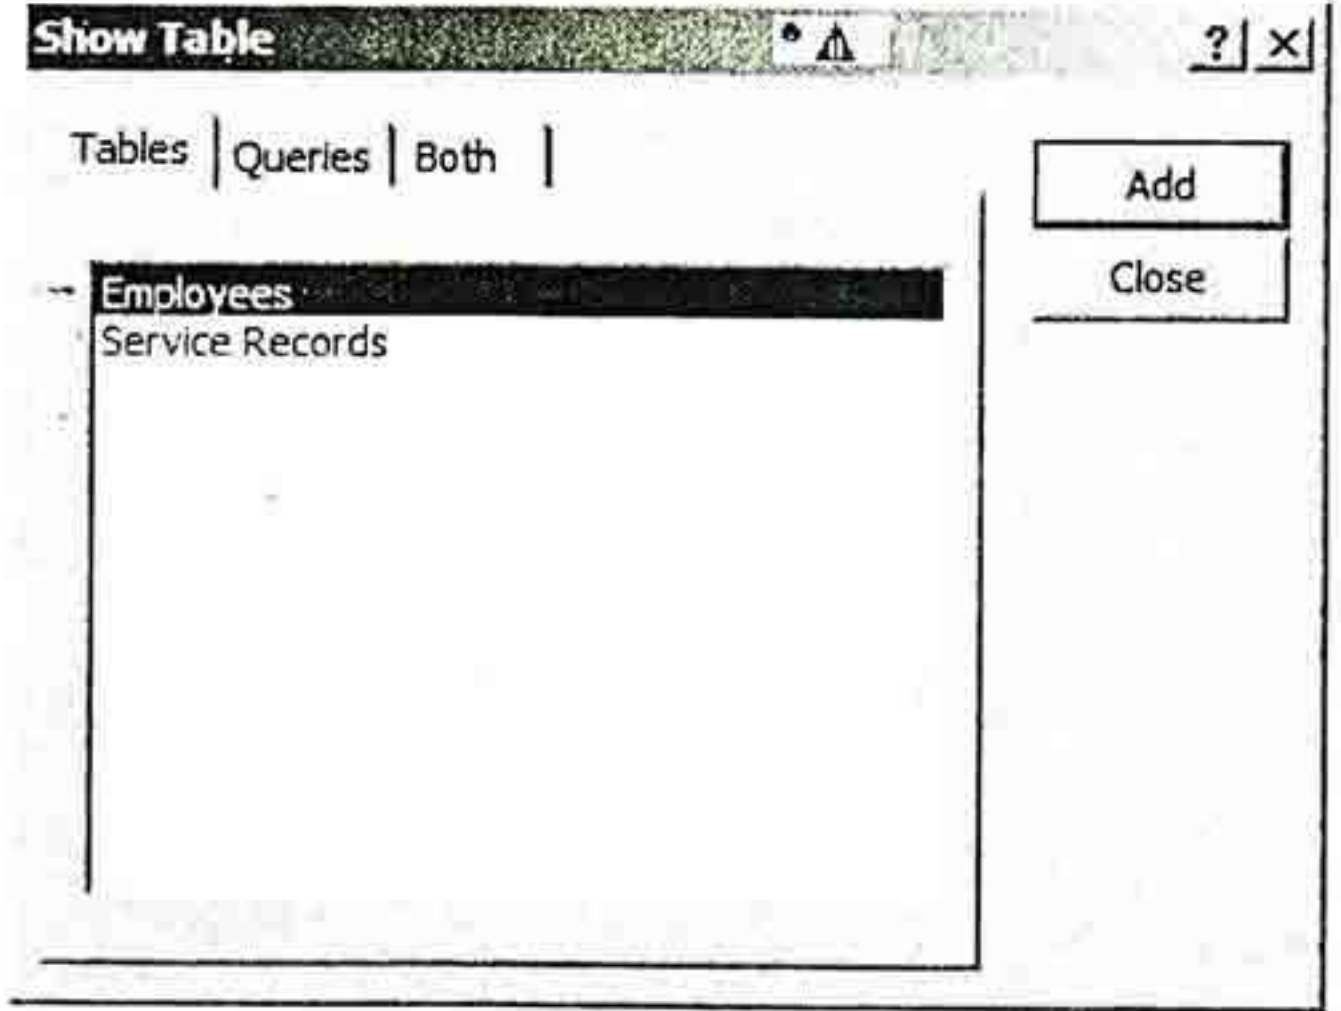 Show Table ? ×
Tables Queries Both
Add
Close
Employees
Service Records